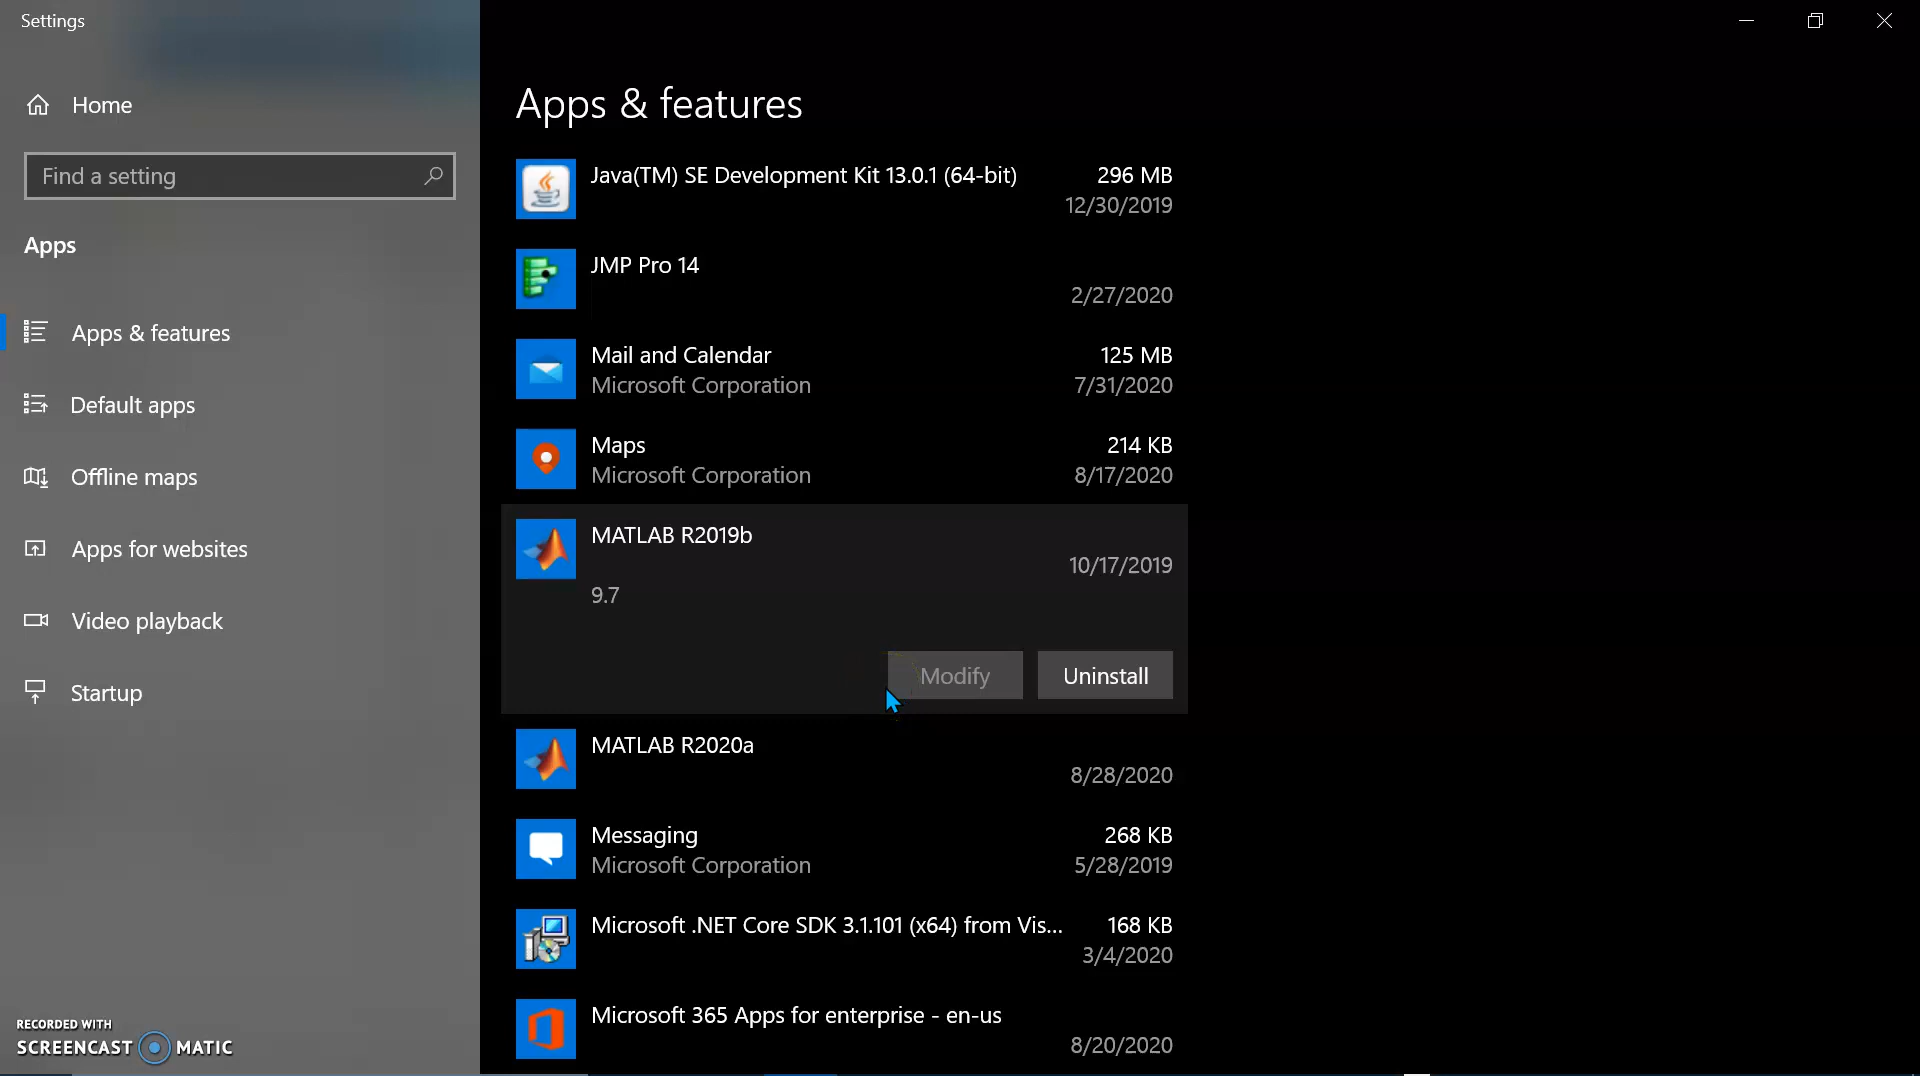 Settings
Home
Find a setting
Apps
Apps & features
Default apps
Offline maps
Apps for websites
Video playback
Startup
RECORDED WITH
SCREENCAST MATIC
Apps & features
Java(TM) SE Development Kit 13.0.1 (64-bit) 296 MB
12/30/2019
JMP Pro 14
2/27/2020
Mail and Calendar 125 MB
Microsoft Corporation 7/31/2020
Maps 214 KB
Microsoft Corporation 8/17/2020
MATLAB R2019b
10/17/2019
9.7
Modify Uninstall
MATLAB R2020a
8/28/2020
Messaging 268 KB
Microsoft Corporation 5/28/2019
Microsoft .NET Core SDK 3.1.101 (x64) from Vis... 168 KB
3/4/2020
Microsoft 365 Apps for enterprise - en-us
8/20/2020